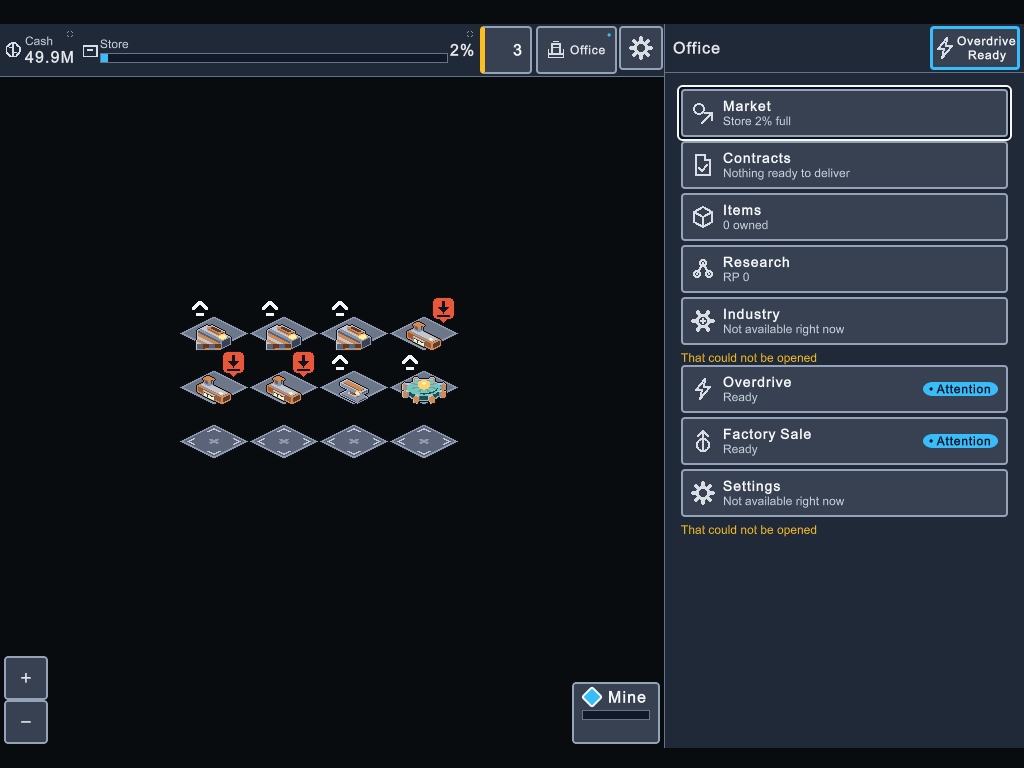 Cash
49.9M
Store
2%
3
Office
Office
Overdrive
Ready
Market
Store 2% full
Contracts
Nothing ready to deliver
Items
0 owned
Research
RP 0
Industry
Not available right now
That could not be opened
Overdrive
Ready
• Attention
Factory Sale
Ready
• Attention
Settings
Not available right now
That could not be opened
+
−
Mine